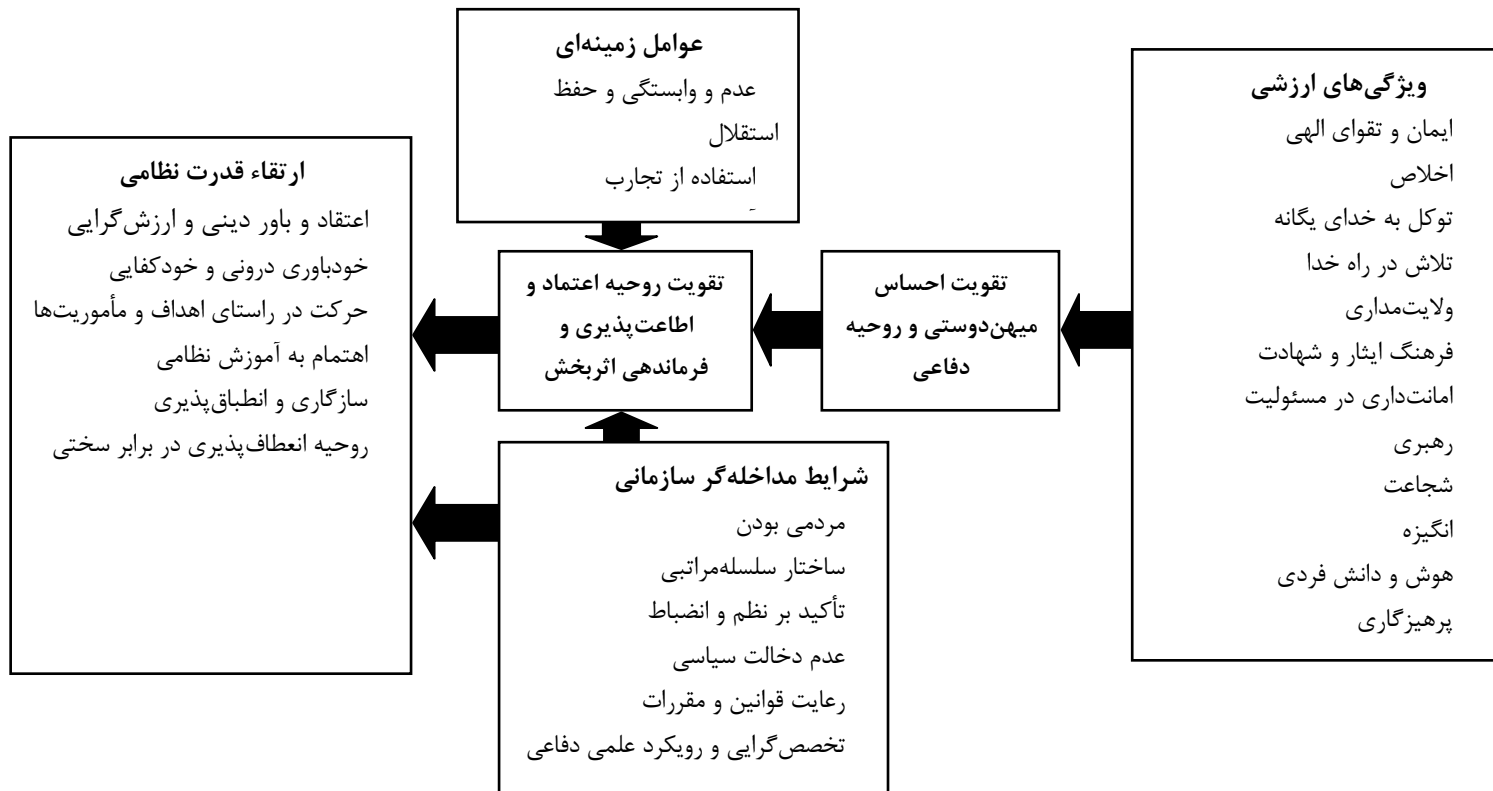 ویژگی‌های ارزشی
ایمان و تقوای الهی
اخلاص
توکل به خدای یگانه
تلاش در راه خدا
ولایت‌مداری
فرهنگ ایثار و شهادت
امانت‌داری در مسئولیت
رهبری
شجاعت
انگیزه
هوش و دانش فردی
پرهیزگاری
تقویت احساس
میهن‌دوستی و روحیه
دفاعی
عوامل زمینه‌ای
عدم و وابستگی و حفظ
استقلال
استفاده از تجارب
تقویت روحیه اعتماد و
اطاعت‌پذیری و
فرماندهی اثربخش
شرایط مداخله‌گر سازمانی
مردمی بودن
ساختار سلسله‌مراتبی
تأکید بر نظم و انضباط
عدم دخالت سیاسی
رعایت قوانین و مقررات
تخصص‌گرایی و رویکرد علمی دفاعی
ارتقاء قدرت نظامی
اعتقاد و باور دینی و ارزش‌گرایی
خودباوری درونی و خودکفایی
حرکت در راستای اهداف و مأموریت‌ها
اهتمام به آموزش نظامی
سازگاری و انطباق‌پذیری
روحیه انعطاف‌پذیری در برابر سختی